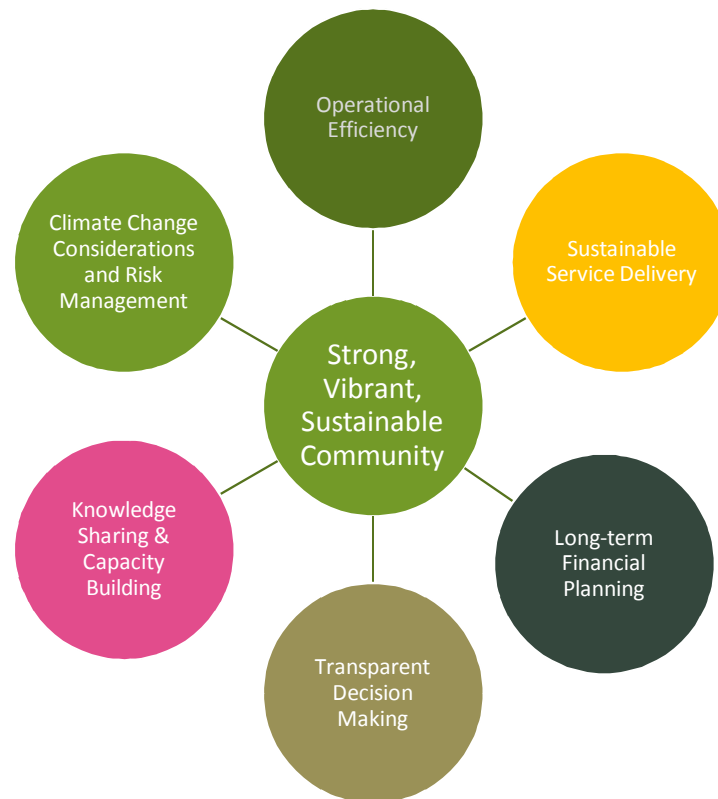 Operational
Efficiency
Climate Change
Considerations
and Risk
Management
Sustainable
Service Delivery
Strong,
Vibrant,
Sustainable
Community
Knowledge
Sharing &
Capacity
Building
Long-term
Financial
Planning
Transparent
Decision
Making